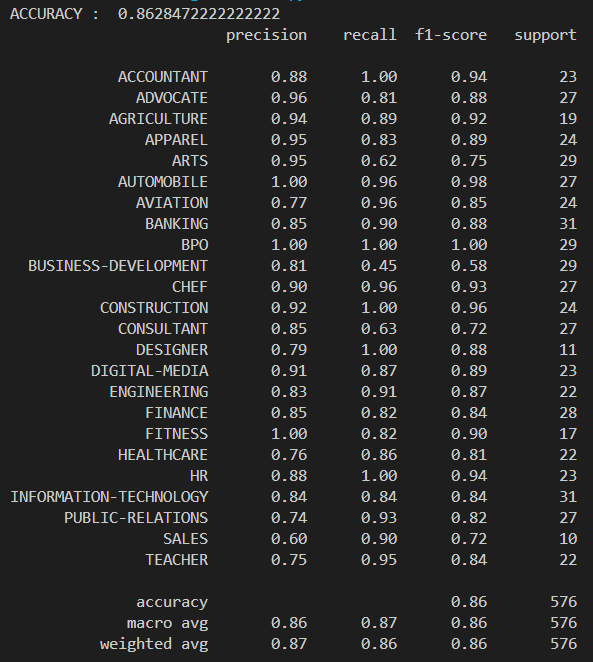 ACCURACY :  0.8628472222222222
precision    recall  f1-score   support
ACCOUNTANT       0.88      1.00      0.94        23
ADVOCATE       0.96      0.81      0.88        27
AGRICULTURE       0.94      0.89      0.92        19
APPAREL       0.95      0.83      0.89        24
ARTS       0.95      0.62      0.75        29
AUTOMOBILE       1.00      0.96      0.98        27
AVIATION       0.77      0.96      0.85        24
BANKING       0.85      0.90      0.88        31
BPO       1.00      1.00      1.00        29
BUSINESS-DEVELOPMENT       0.81      0.45      0.58        29
CHEF       0.90      0.96      0.93        27
CONSTRUCTION       0.92      1.00      0.96        24
CONSULTANT       0.85      0.63      0.72        27
DESIGNER       0.79      1.00      0.88        11
DIGITAL-MEDIA       0.91      0.87      0.89        23
ENGINEERING       0.83      0.91      0.87        22
FINANCE       0.85      0.82      0.84        28
FITNESS       1.00      0.82      0.90        17
HEALTHCARE       0.76      0.86      0.81        22
HR       0.88      1.00      0.94        23
INFORMATION-TECHNOLOGY       0.84      0.84      0.84        31
PUBLIC-RELATIONS       0.74      0.93      0.82        27
SALES       0.60      0.90      0.72        10
TEACHER       0.75      0.95      0.84        22
accuracy                           0.86       576
macro avg       0.86      0.87      0.86       576
weighted avg       0.87      0.86      0.86       576